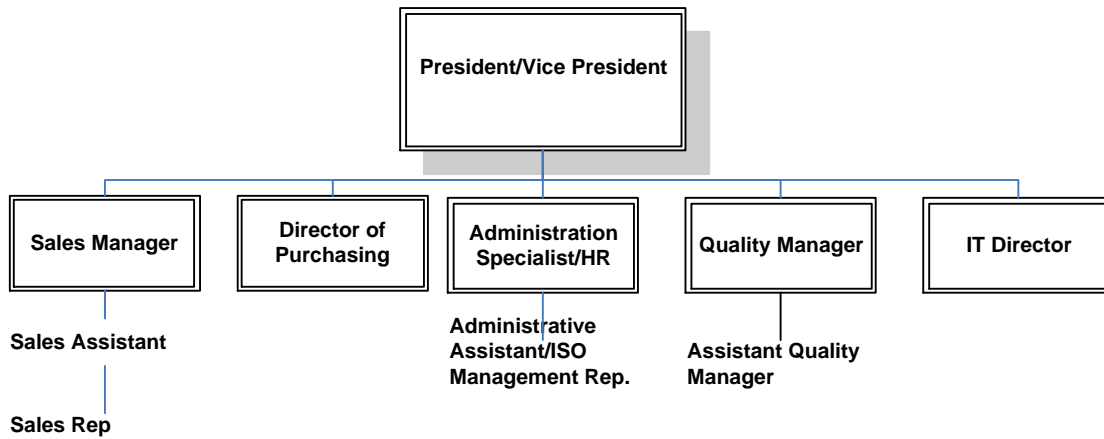 President/Vice President
Sales Manager
Director of
Purchasing
Administration
Specialist/HR
Quality Manager
IT Director
Sales Assistant
Administrative
Assistant/ISO
Management Rep.
Assistant Quality
Manager
Sales Rep